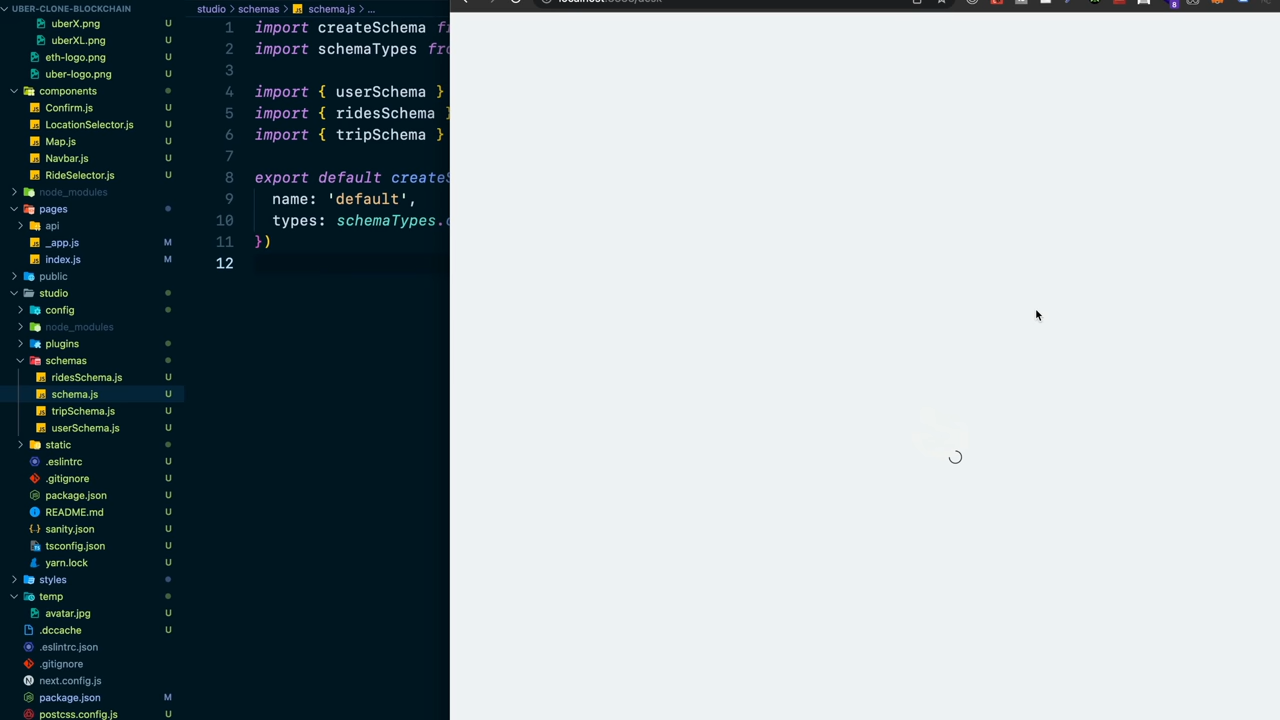 UBER-CLONE-BLOCKCHAIN
uberX.png U
uberXL.png U
eth-logo.png U
uber-logo.png U
components
Confirm.js U
LocationSelector.js U
Map.js U
Navbar.js U
RideSelector.js U
node_modules
pages
api
_app.js M
index.js M
public
studio
config
node_modules
plugins
schemas
ridesSchema.js U
schema.js U
tripSchema.js U
userSchema.js U
static
.eslintrc U
.gitignore U
package.json U
README.md U
sanity.json U
tsconfig.json U
yarn.lock U
styles
temp
avatar.jpg U
.dccache U
.eslintrc.json
.gitignore
next.config.js
package.json M
postcss.config.js U
studio > schemas > schema.js > ...
1 import createSchema
2 import schemaTypes
3
4 import { userSchema }
5 import { ridesSchema
6 import { tripSchema }
7
8 export default
9 name: 'default',
10 types: schemaTypes.
11 })
12
8